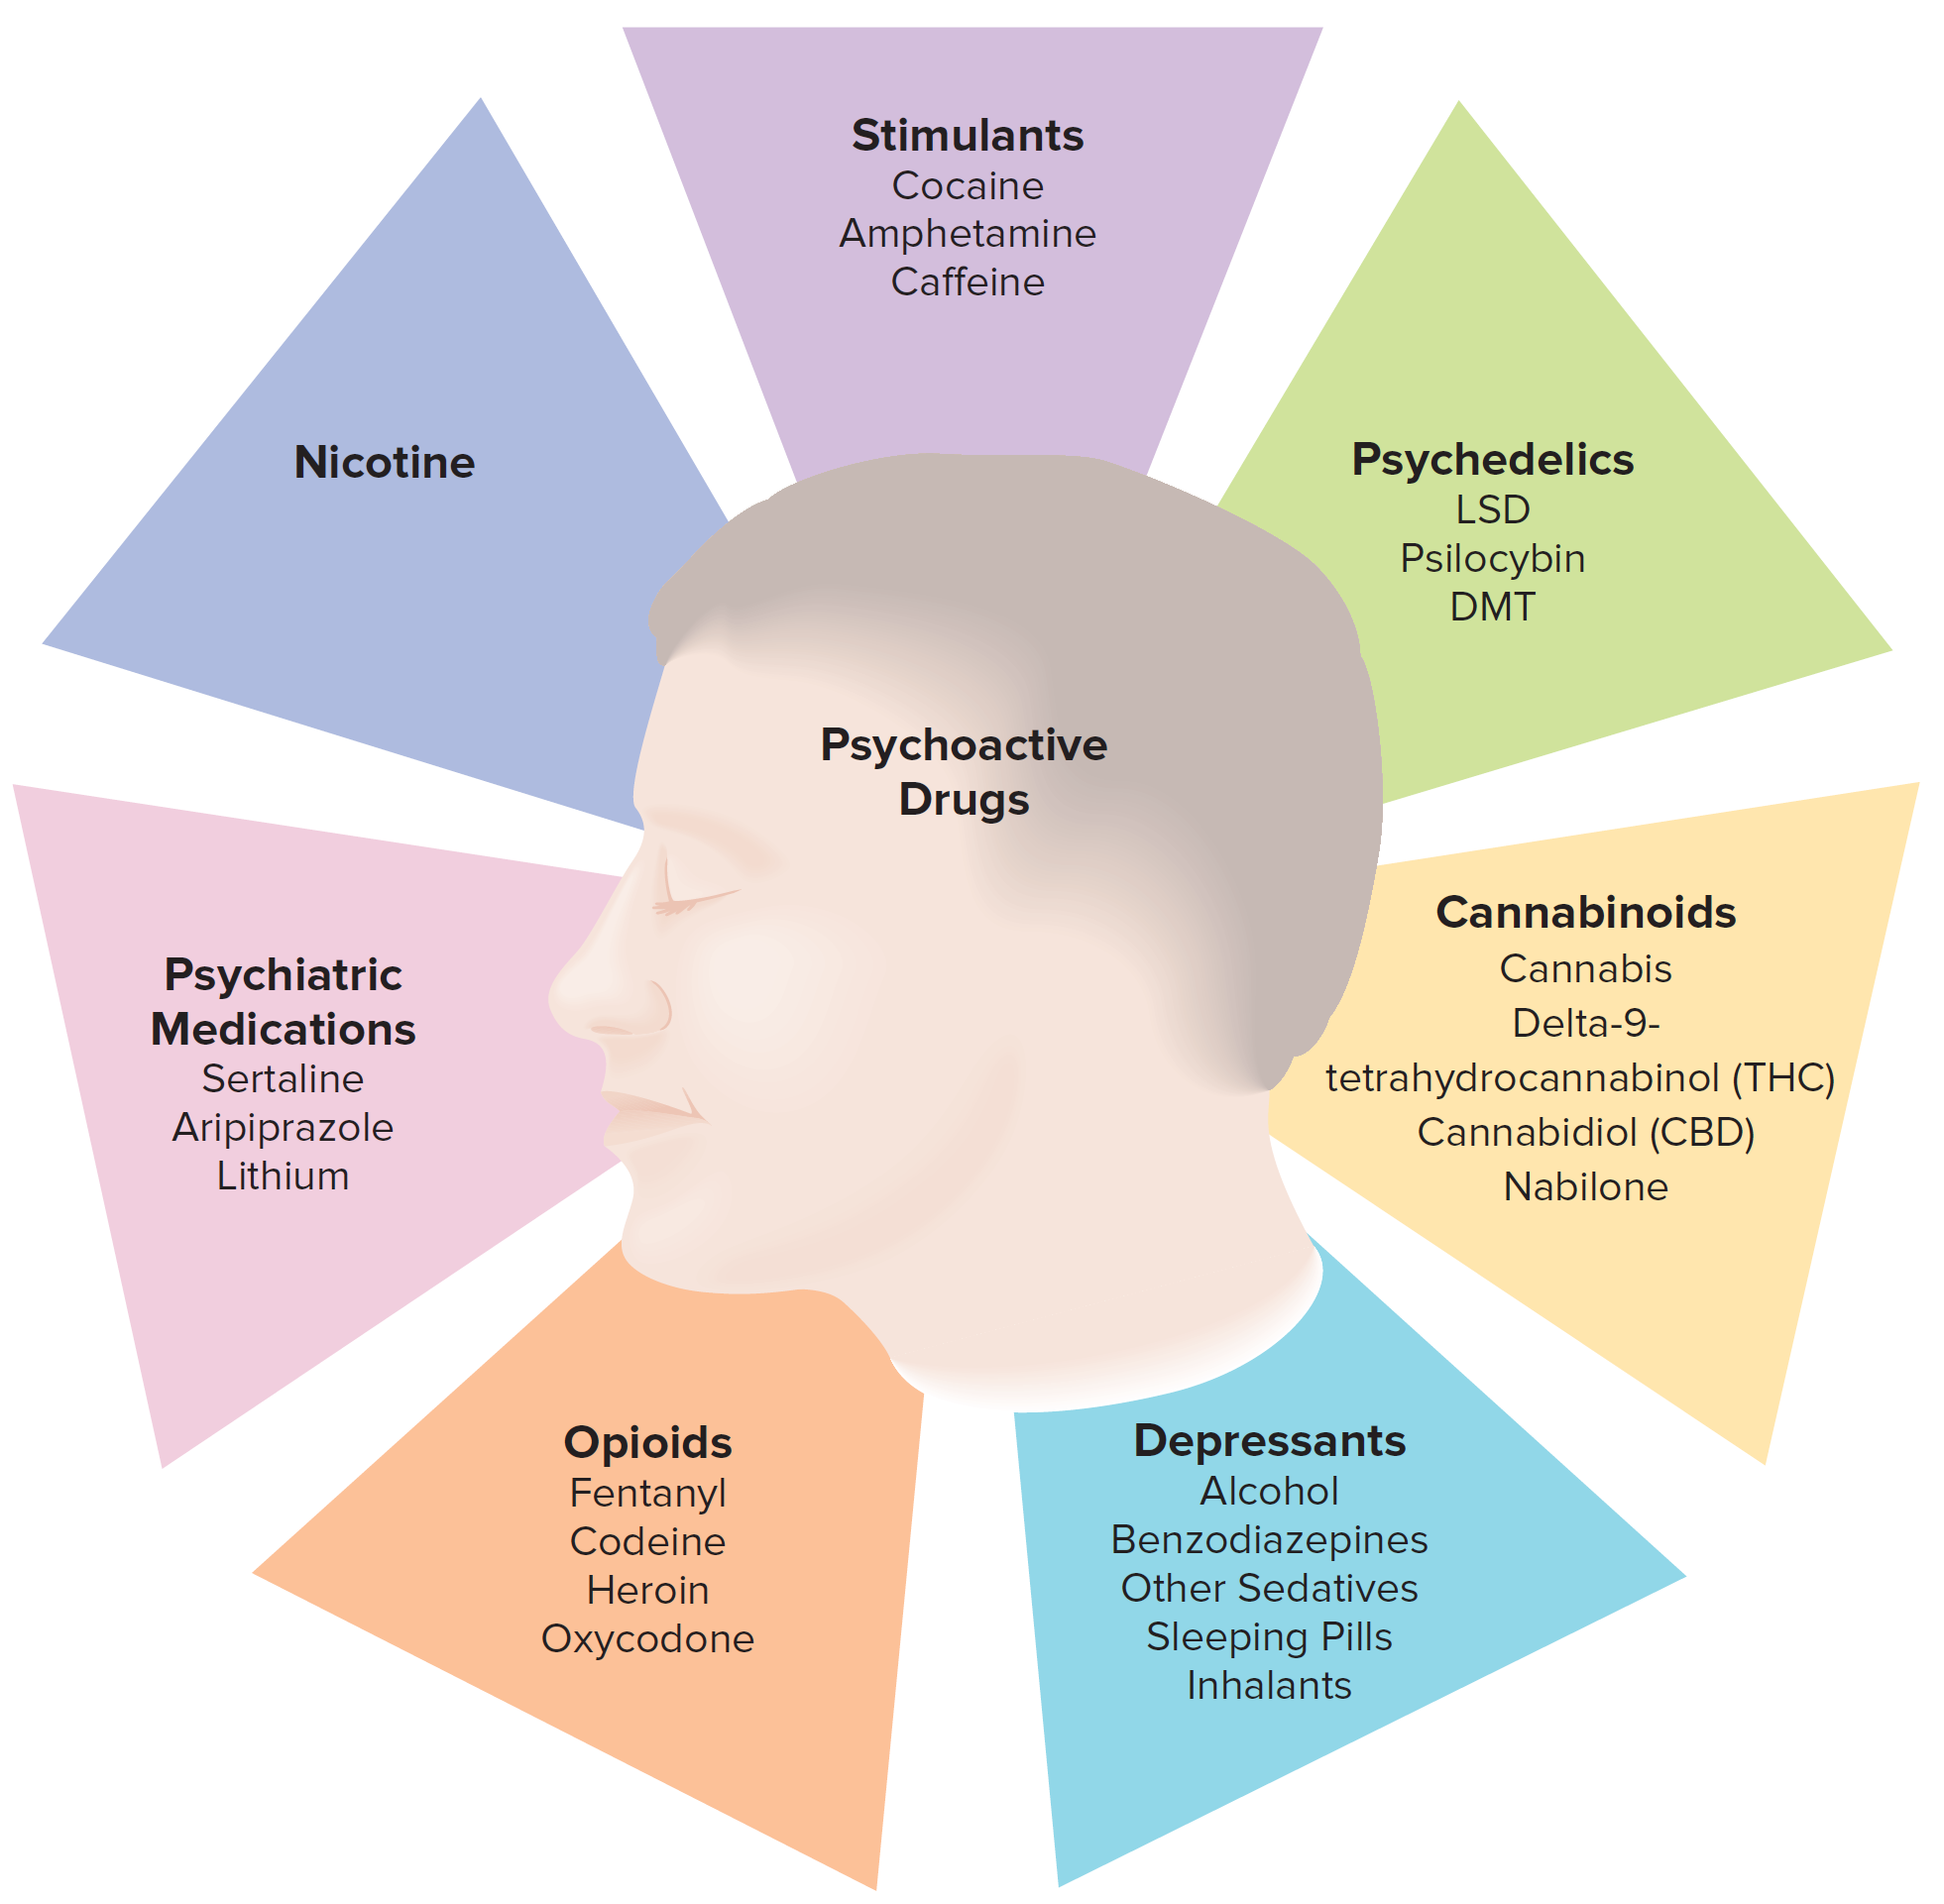 Stimulants
Cocaine
Amphetamine
Caffeine
Nicotine
Psychedelics
LSD
Psilocybin
DMT
Psychoactive
Drugs
Cannabinoids
Cannabis
Delta-9-
tetrahydrocannabinol (THC)
Cannabidiol (CBD)
Nabilone
Psychiatric
Medications
Sertaline
Aripiprazole
Lithium
Opioids
Fentanyl
Codeine
Heroin
Oxycodone
Depressants
Alcohol
Benzodiazepines
Other Sedatives
Sleeping Pills
Inhalants